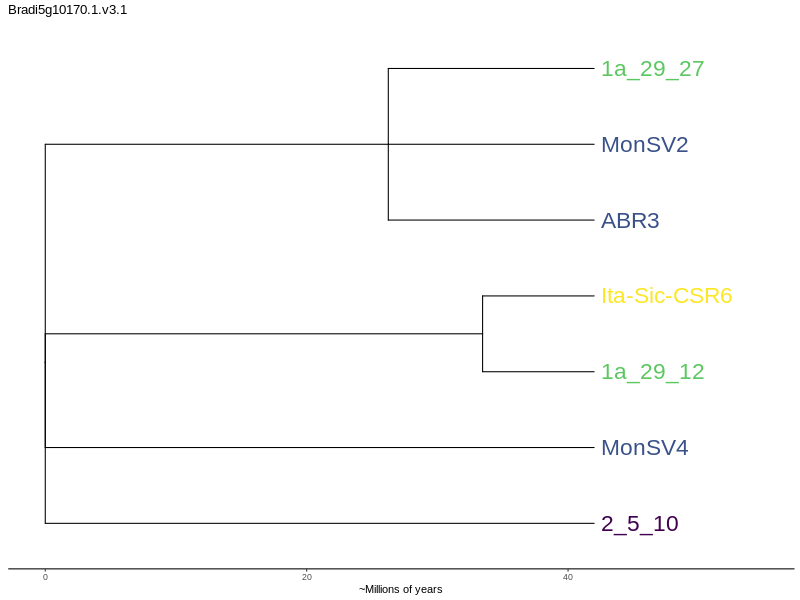 Bradi5g10170.1.v3.1
1a_29_27
MonSV2
ABR3
Ita-Sic-CSR6
1a_29_12
MonSV4
2_5_10
0 20 40
~Millions of years